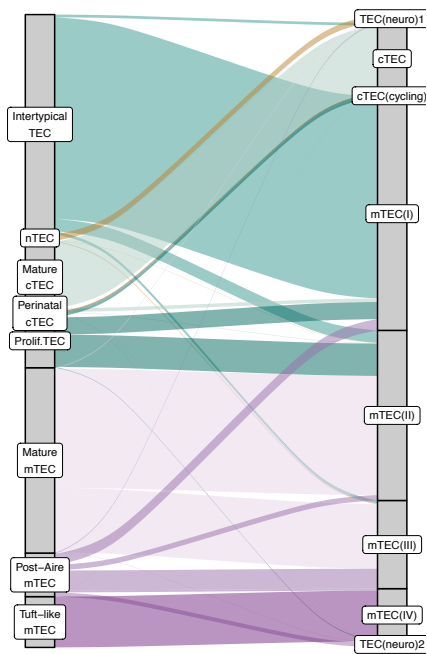 Intertypical
TEC
nTEC
Mature
cTEC
Perinatal
cTEC
Prolif.TEC
Mature
mTEC
Post−Aire
mTEC
Tuft−like
mTEC
TEC(neuro)1
cTEC
cTEC(cycling)
mTEC(I)
mTEC(II)
mTEC(III)
mTEC(IV)
TEC(neuro)2